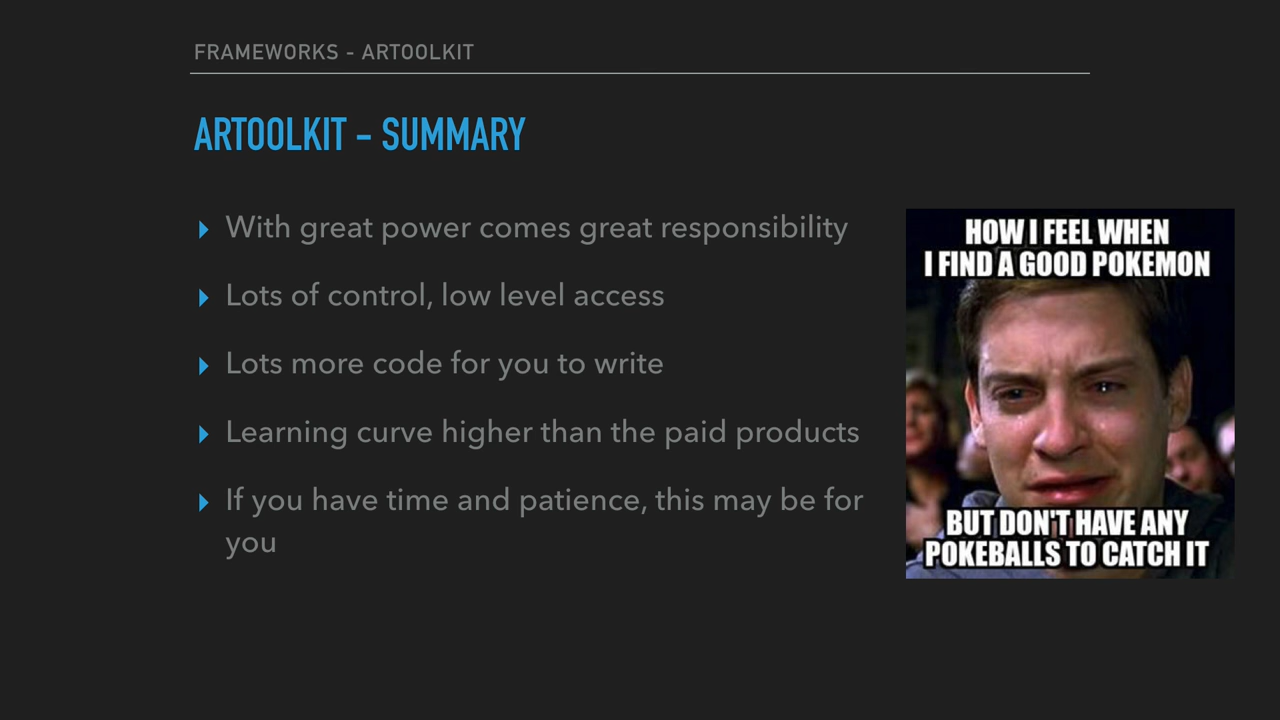 FRAMEWORKS - ARTOOLKIT
ARTOOLKIT - SUMMARY
With great power comes great responsibility
Lots of control, low level access
Lots more code for you to write
Learning curve higher than the paid products
If you have time and patience, this may be for
you
HOW I FEEL WHEN
I FIND A GOOD POKEMON
BUT DON'T HAVE ANY
POKEBALLS TO CATCH IT